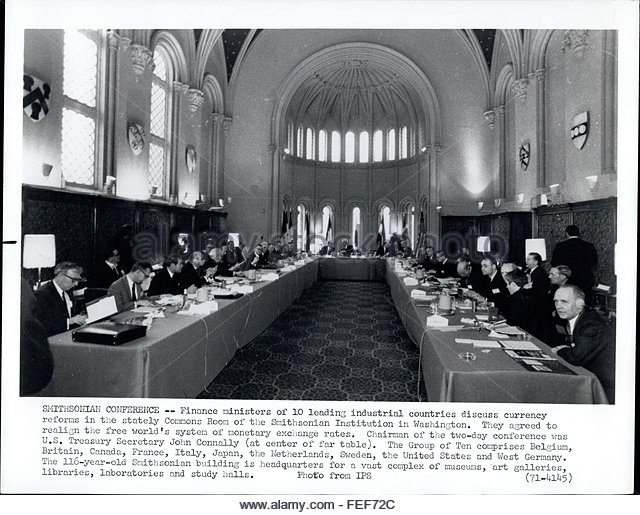 alamy stock photo
SMITHSONIAN CONFERENCE -- Finance ministers of 10 leading industrial countries discuss currency
reforms in the stately Commons Room of the Smithsonian Institution in Washington. They agreed to
realign the free world's system of monetary exchange rates. Chairman of the two-day conference was
U.S. Treasury Secretary John Connally (at center of far table). The Group of Ten comprises Belgium,
Britain, Canada, France, Italy, Japan, the Netherlands, Sweden, the United States and West Germany.
The 116-year-old Smithsonian building is headquarters for a vast complex of museums, art galleries,
libraries, laboratories and study halls. Photo from IPS (71-4145)
FEF72C